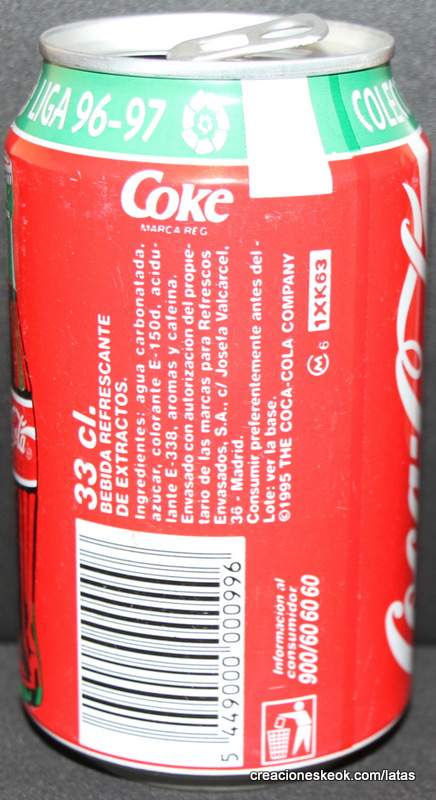 LIGA 96-97
COLEC
Coke
MARCA REG
33 cl.
BEBIDA REFRESCANTE
DE EXTRACTOS.
Ingredientes: agua carbonatada,
azúcar, colorante E-150d, acidu-
lante E-338, aromas y cafeína.
Envasado con autorización del propie-
tario de las marcas para Refrescos
Envasados, S.A., c/ Josefa Valcárcel,
36 - Madrid.
Consumir preferentemente antes del -
Lote: ver la base.
©1995 THE COCA-COLA COMPANY
M 6 1XK63
5 449000 000996
Información al
consumidor
900/60 60 60
Coca-Cola
creacioneskeok.com/latas